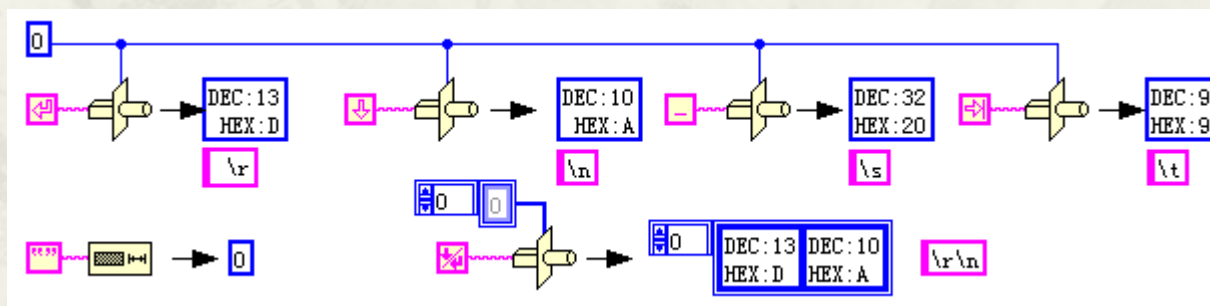 0
DEC:13
HEX:D
\r
DEC:10
HEX:A
\n
DEC:32
HEX:20
\s
DEC:9
HEX:9
\t
0
0
0
0
DEC:13 DEC:10
HEX:D HEX:A
\r\n